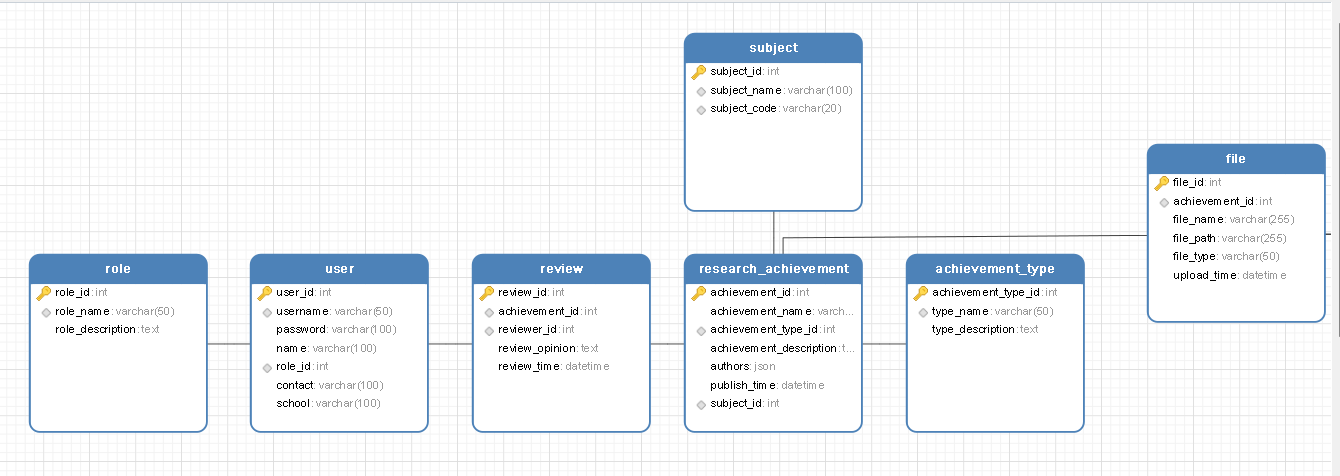 subject
subject_id: int
subject_name: varchar(100)
subject_code: varchar(20)
file
file_id: int
achievement_id: int
file_name: varchar(255)
file_path: varchar(255)
file_type: varchar(50)
upload_time: datetime
role
role_id: int
role_name: varchar(50)
role_description: text
user
user_id: int
username: varchar(50)
password: varchar(100)
name: varchar(100)
role_id: int
contact: varchar(100)
school: varchar(100)
review
review_id: int
achievement_id: int
reviewer_id: int
review_opinion: text
review_time: datetime
research_achievement
achievement_id: int
achievement_name: varch...
achievement_type_id: int
achievement_description: t...
authors: json
publish_time: datetime
subject_id: int
achievement_type
achievement_type_id: int
type_name: varchar(50)
type_description: text